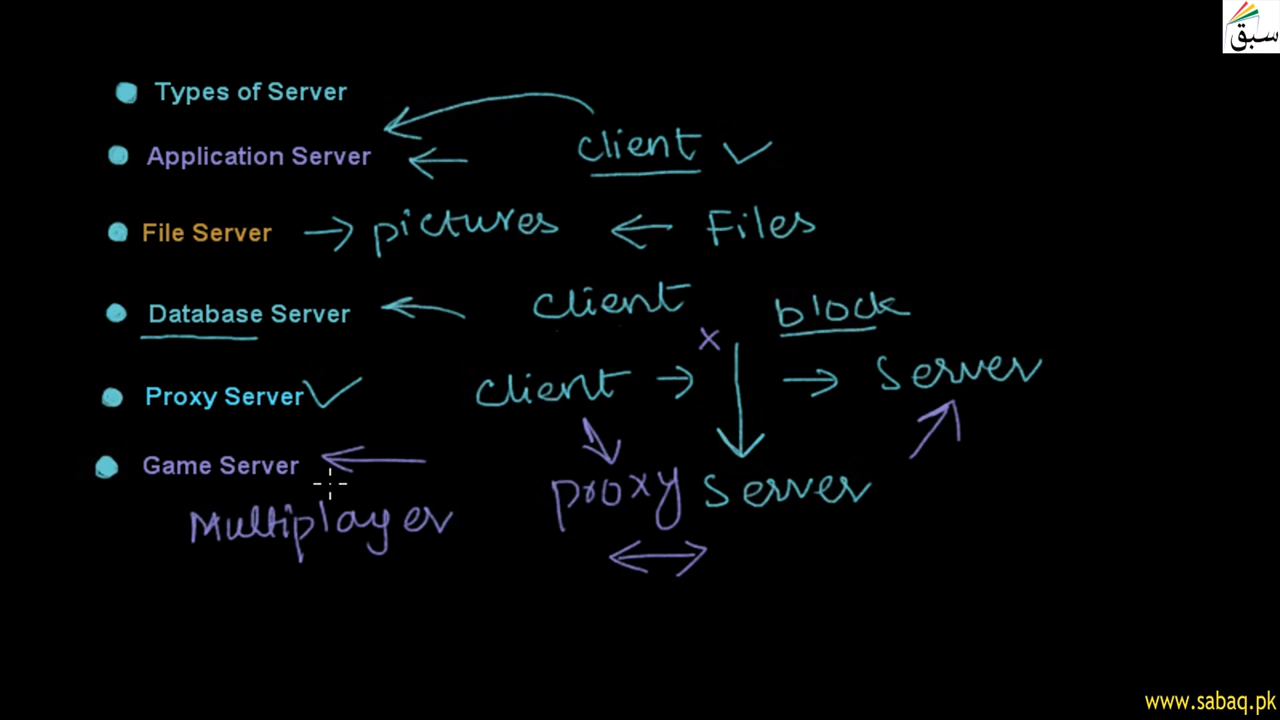 سبق
Types of Server
Application Server ← client ✓
File Server → pictures ← Files
Database Server ← client block
x
Proxy Server ✓ client → → Server
Game Server ←
Multiplayer proxy Server
↔
www.sabaq.pk